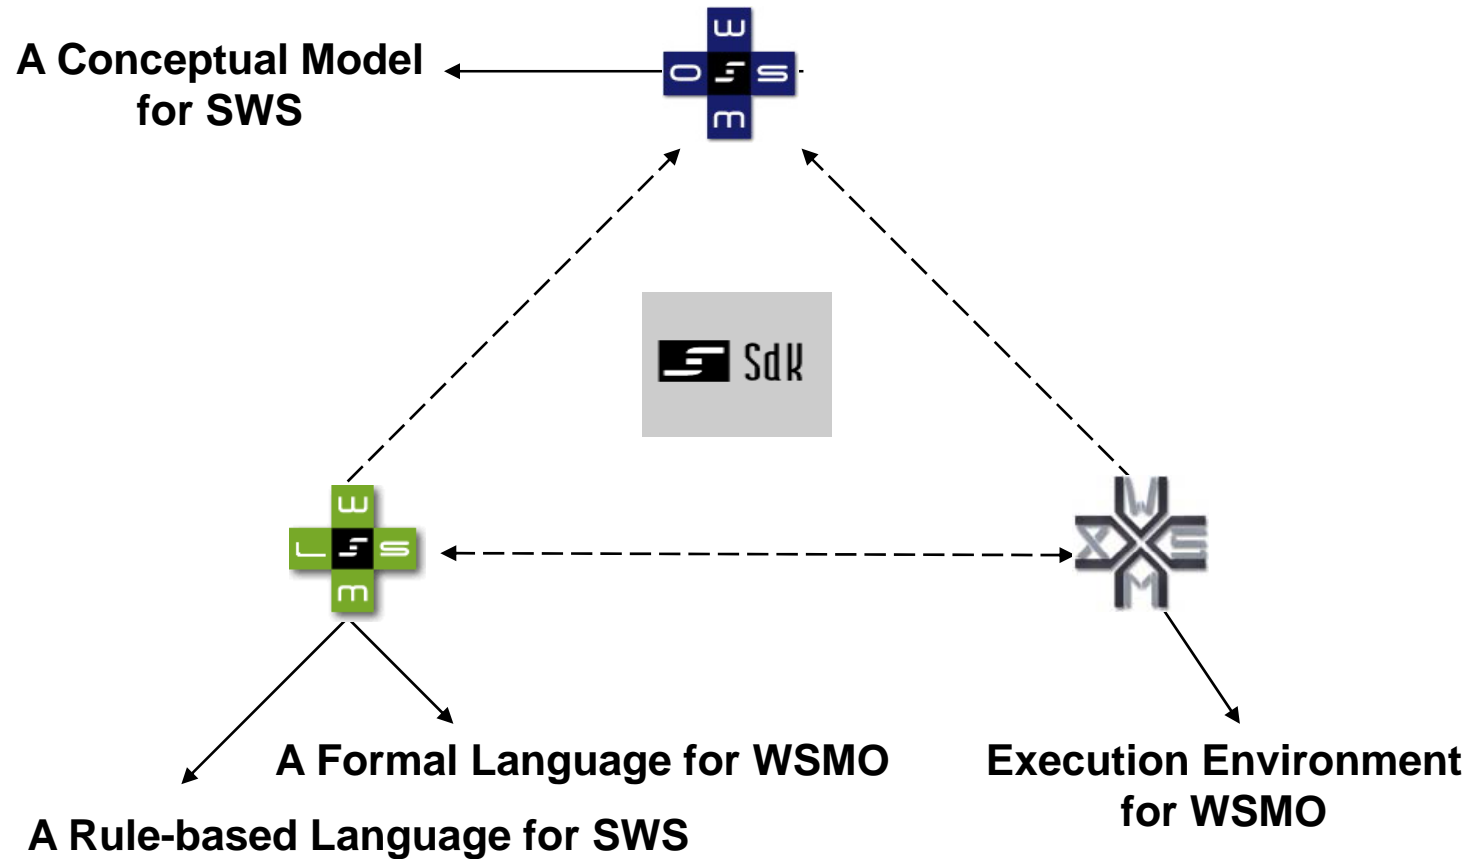 W
O S
M
A Conceptual Model
for SWS
SdK
W
L S
M
W
X S
M
A Formal Language for WSMO
Execution Environment
for WSMO
A Rule-based Language for SWS